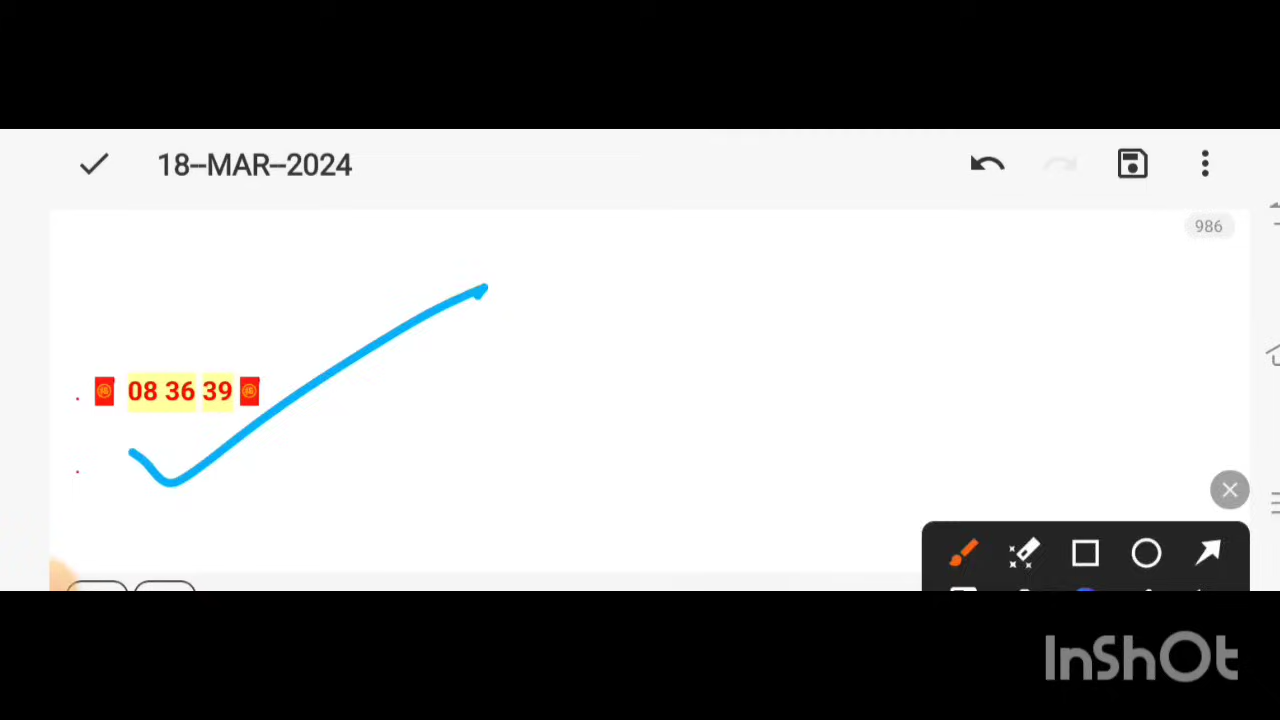 18--MAR--2024
986
. 🧧 08 36 39 🧧
.
InShOt